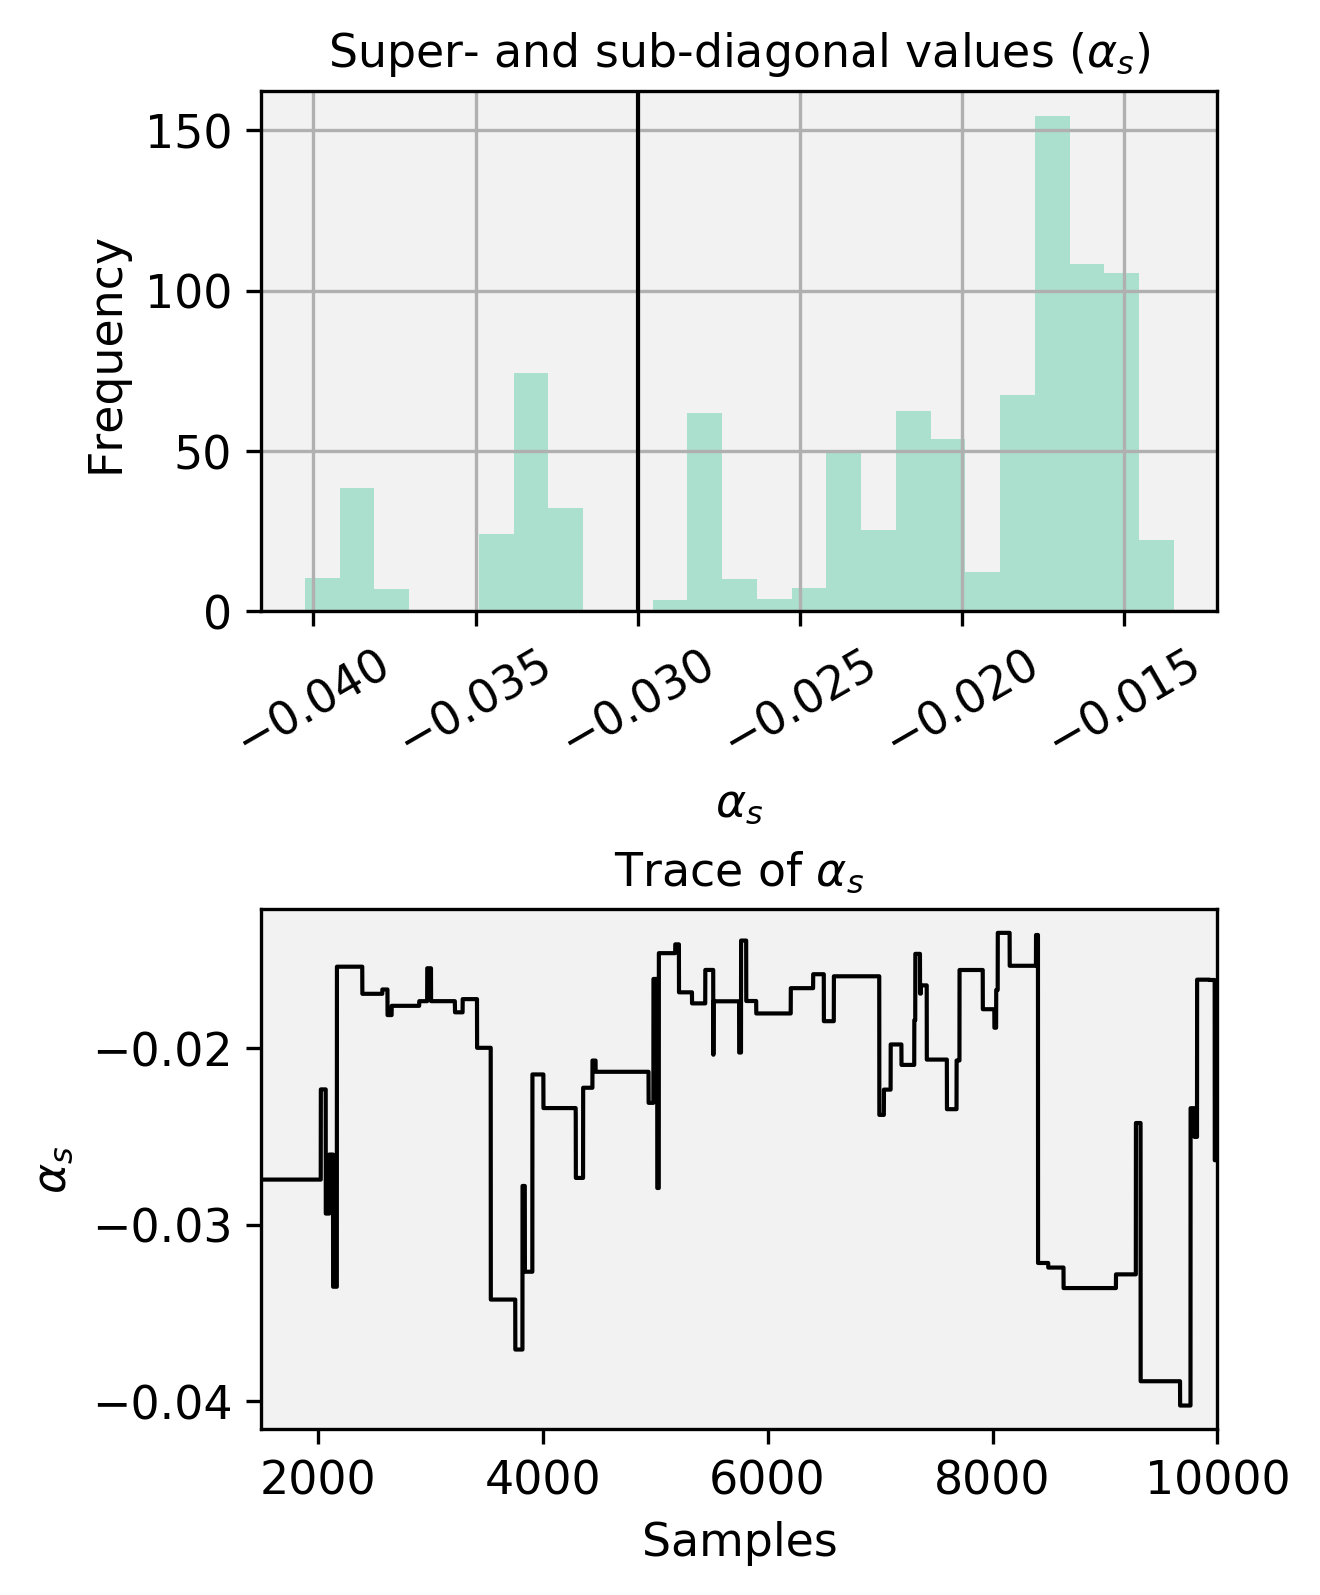 Super- and sub-diagonal values (αₛ)
Frequency
150
100
50
0
−0.040 −0.035 −0.030 −0.025 −0.020 −0.015
αₛ
Trace of αₛ
αₛ
−0.02
−0.03
−0.04
2000 4000 6000 8000 10000
Samples